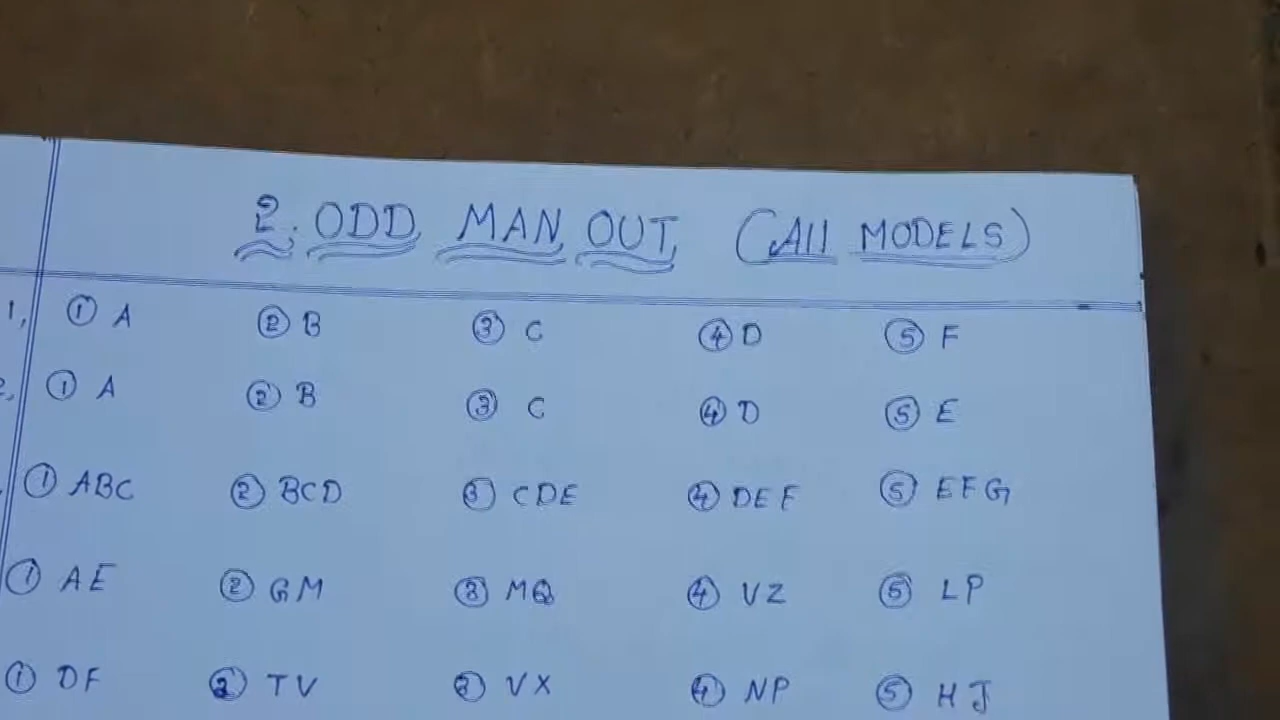 2. ODD MAN OUT (All MODELS)
1, ① A ② B ③ C ④ D ⑤ F
2, ① A ② B ③ C ④ D ⑤ E
① ABC ② BCD ③ CDE ④ DEF ⑤ EFG
① AE ② GM ③ MQ ④ VZ ⑤ LP
① DF ② TV ③ VX ④ NP ⑤ HJ